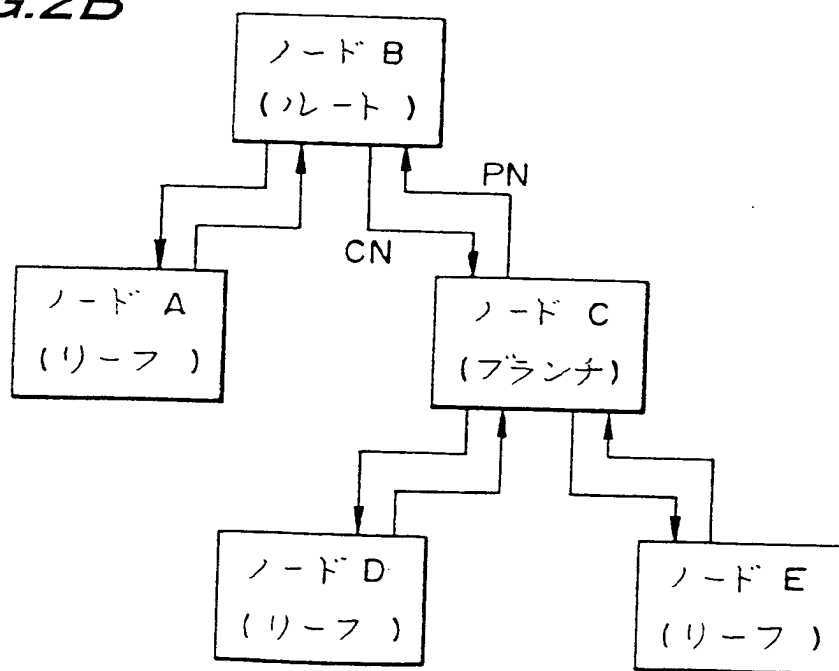 FIG.2B
ノード B
(ルート)
PN
CN
ノード A
(リーフ)
ノード C
(ブランチ)
ノード D
(リーフ)
ノード E
(リーフ)